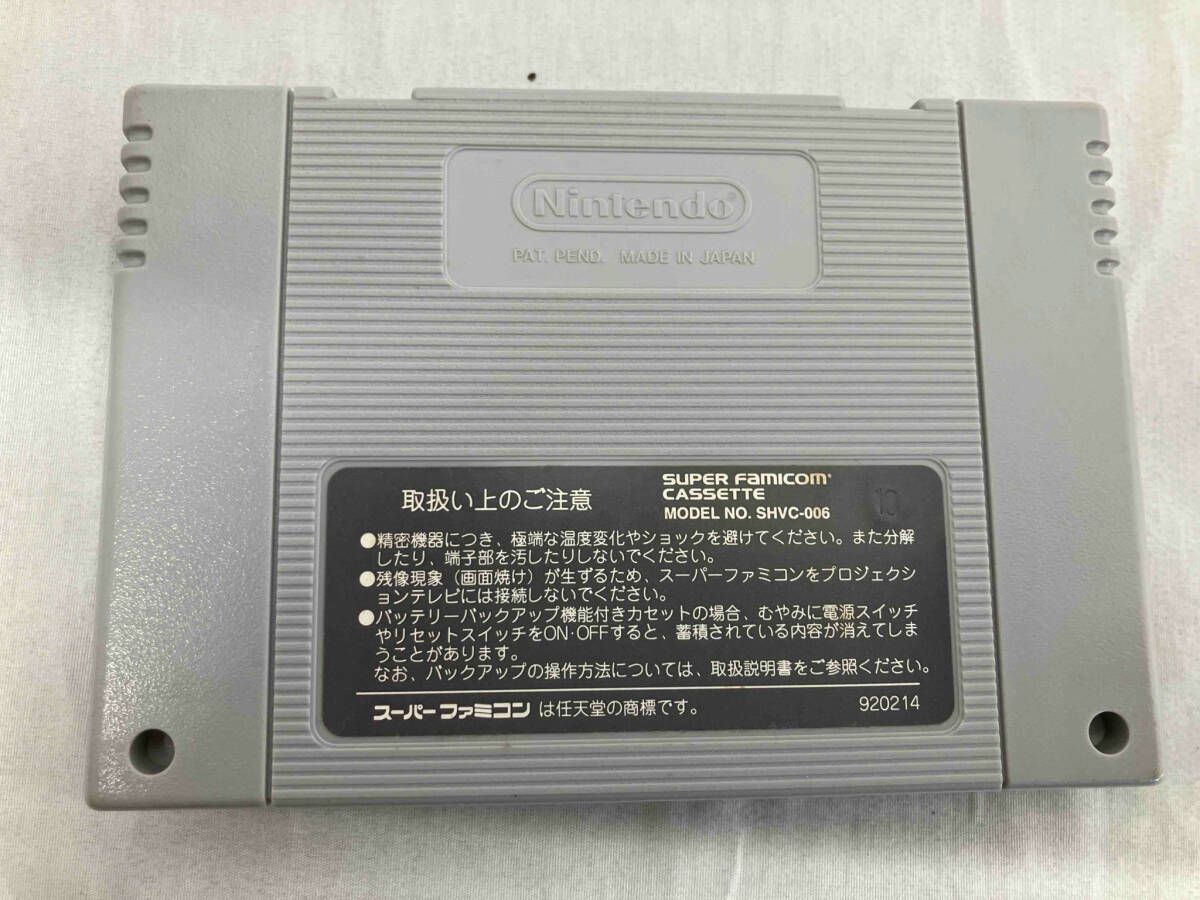 Nintendo®
PAT. PEND. MADE IN JAPAN
取扱い上のご注意
SUPER FAMICOM
CASSETTE
MODEL NO. SHVC-006
10
●精密機器につき、極端な温度変化やショックを避けてください。また分解
したり、端子部を汚したりしないでください。
●残像現象（画面焼け）が生ずるため、スーパーファミコンをプロジェクシ
ョンテレビには接続しないでください。
●バッテリーバックアップ機能付きカセットの場合、むやみに電源スイッチ
やリセットスイッチをON・OFFすると、蓄積されている内容が消えてしま
うことがあります。
なお、バックアップの操作方法については、取扱説明書をご参照ください。
スーパーファミコン は任天堂の商標です。
920214